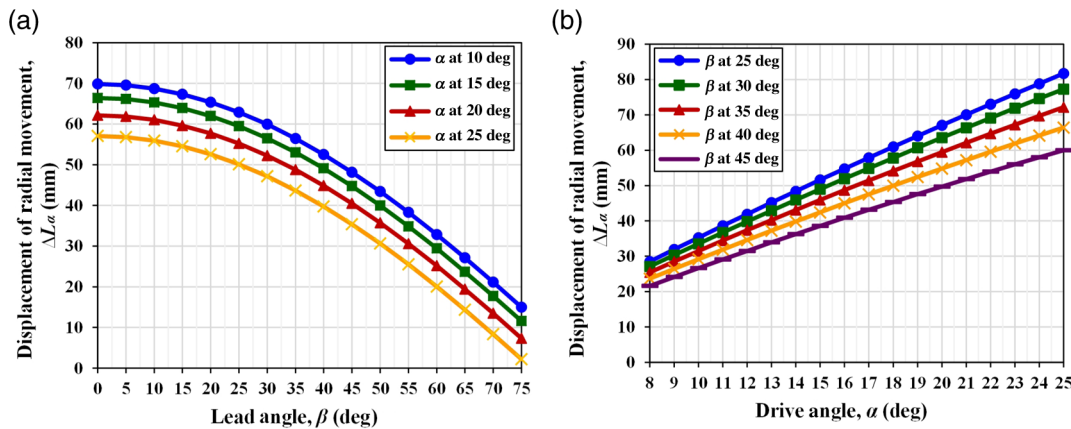 (a)
Displacement of radial movement,
ΔLα (mm)
80
70
60
50
40
30
20
10
0
α at 10 deg
α at 15 deg
α at 20 deg
α at 25 deg
0 5 10 15 20 25 30 35 40 45 50 55 60 65 70 75
Lead angle, β (deg)
(b)
Displacement of radial movement,
ΔLα (mm)
90
80
70
60
50
40
30
20
10
0
β at 25 deg
β at 30 deg
β at 35 deg
β at 40 deg
β at 45 deg
8 9 10 11 12 13 14 15 16 17 18 19 20 21 22 23 24 25
Drive angle, α (deg)